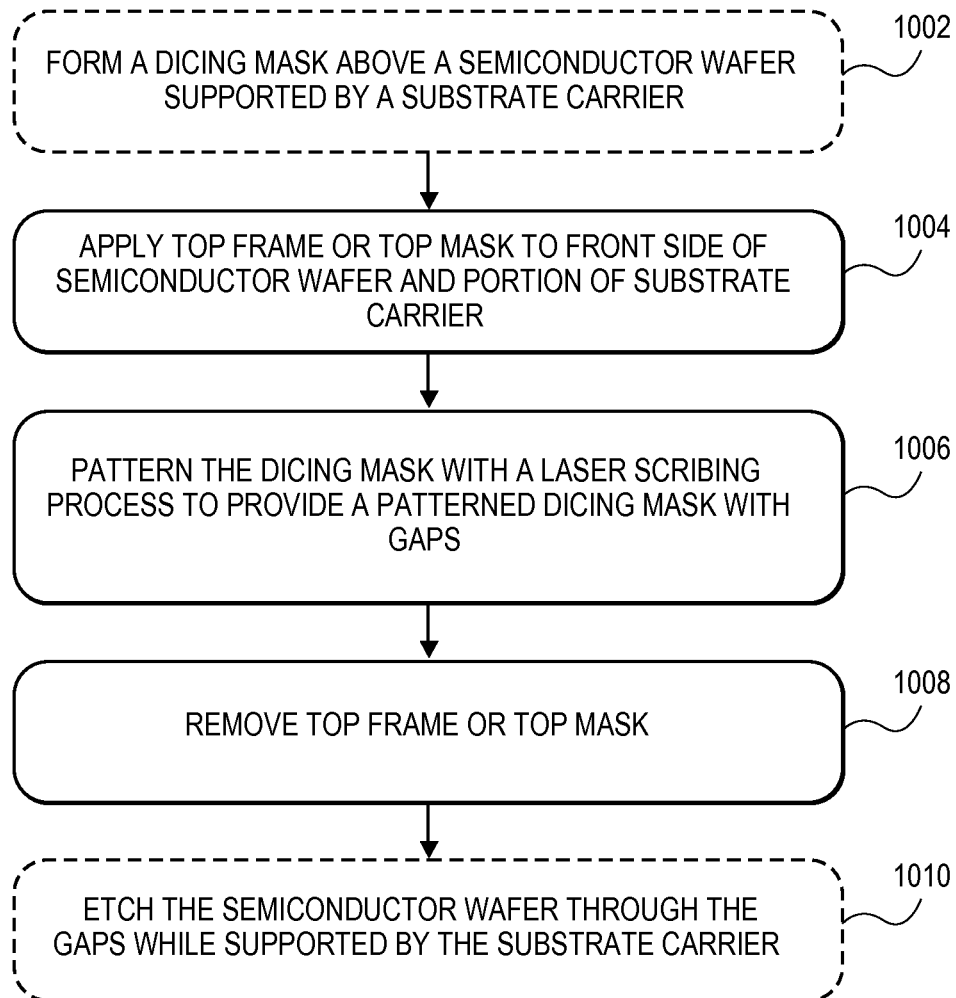 1002
FORM A DICING MASK ABOVE A SEMICONDUCTOR WAFER
SUPPORTED BY A SUBSTRATE CARRIER
1004
APPLY TOP FRAME OR TOP MASK TO FRONT SIDE OF
SEMICONDUCTOR WAFER AND PORTION OF SUBSTRATE
CARRIER
1006
PATTERN THE DICING MASK WITH A LASER SCRIBING
PROCESS TO PROVIDE A PATTERNED DICING MASK WITH
GAPS
1008
REMOVE TOP FRAME OR TOP MASK
1010
ETCH THE SEMICONDUCTOR WAFER THROUGH THE
GAPS WHILE SUPPORTED BY THE SUBSTRATE CARRIER